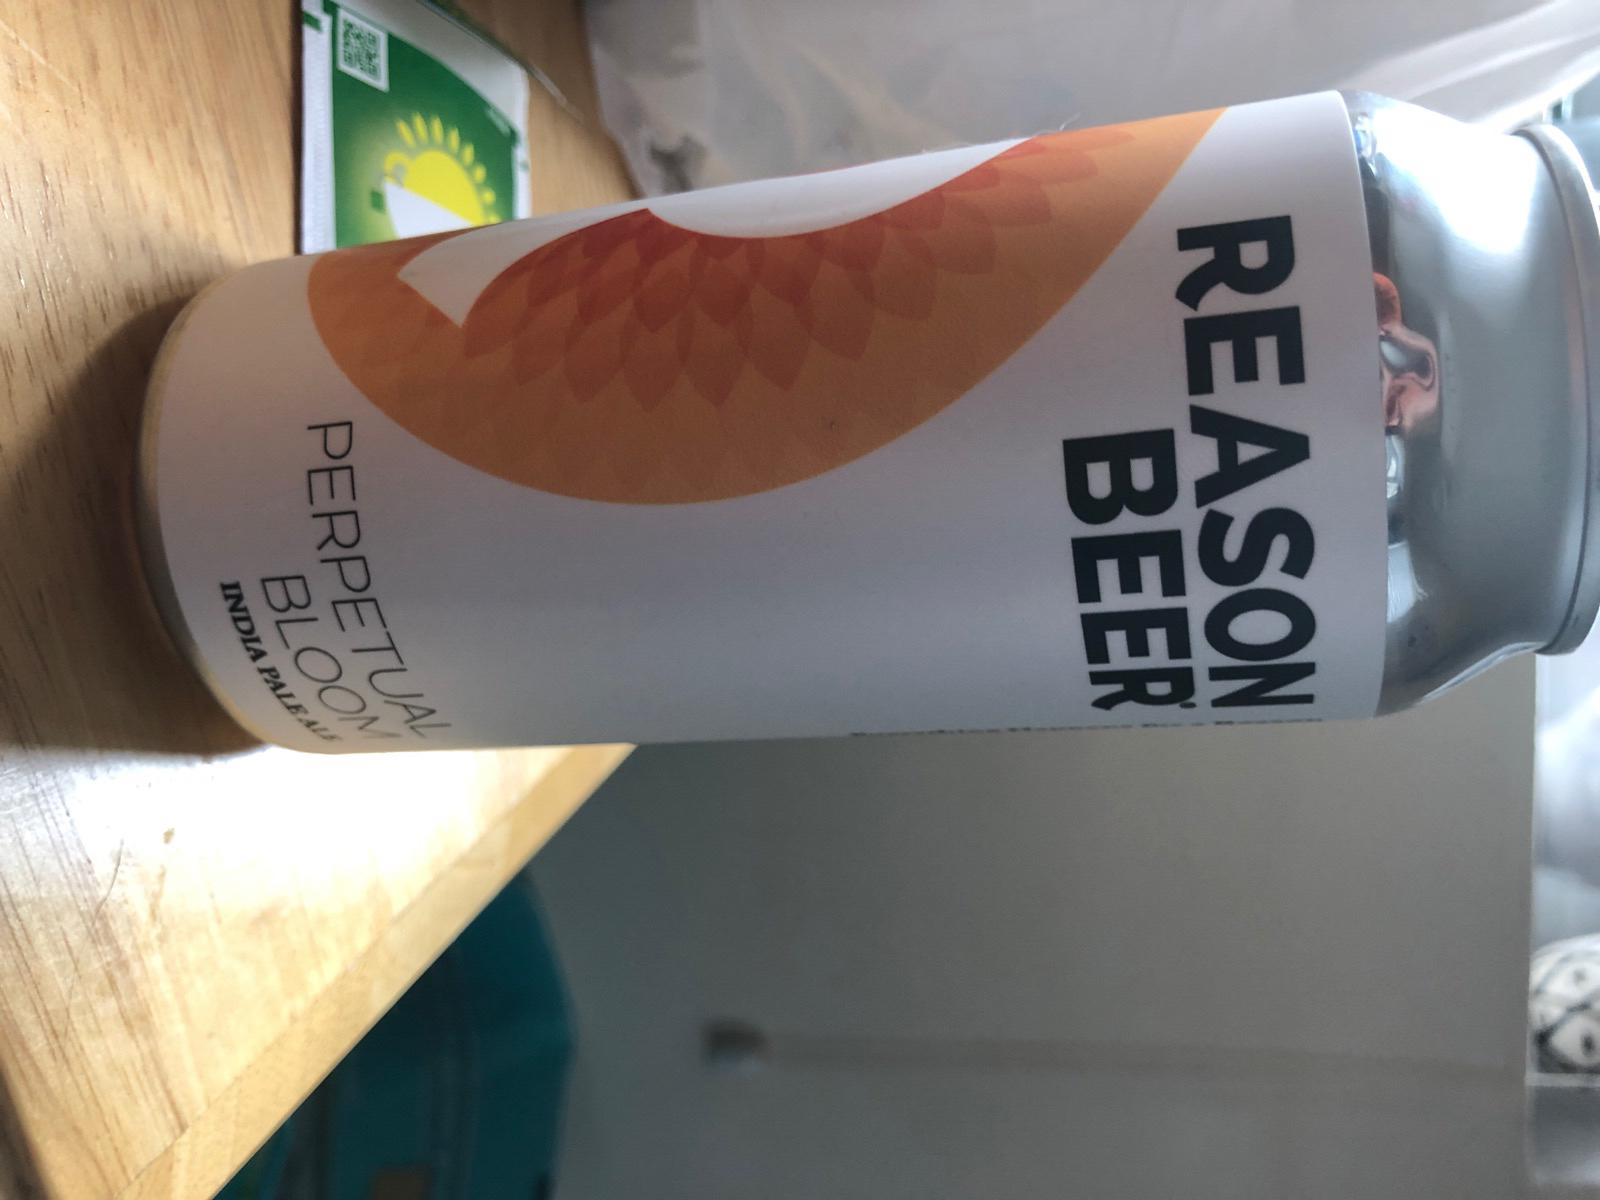 REASON
BEER
PERPETUAL
BLOOM
INDIA PALE ALE